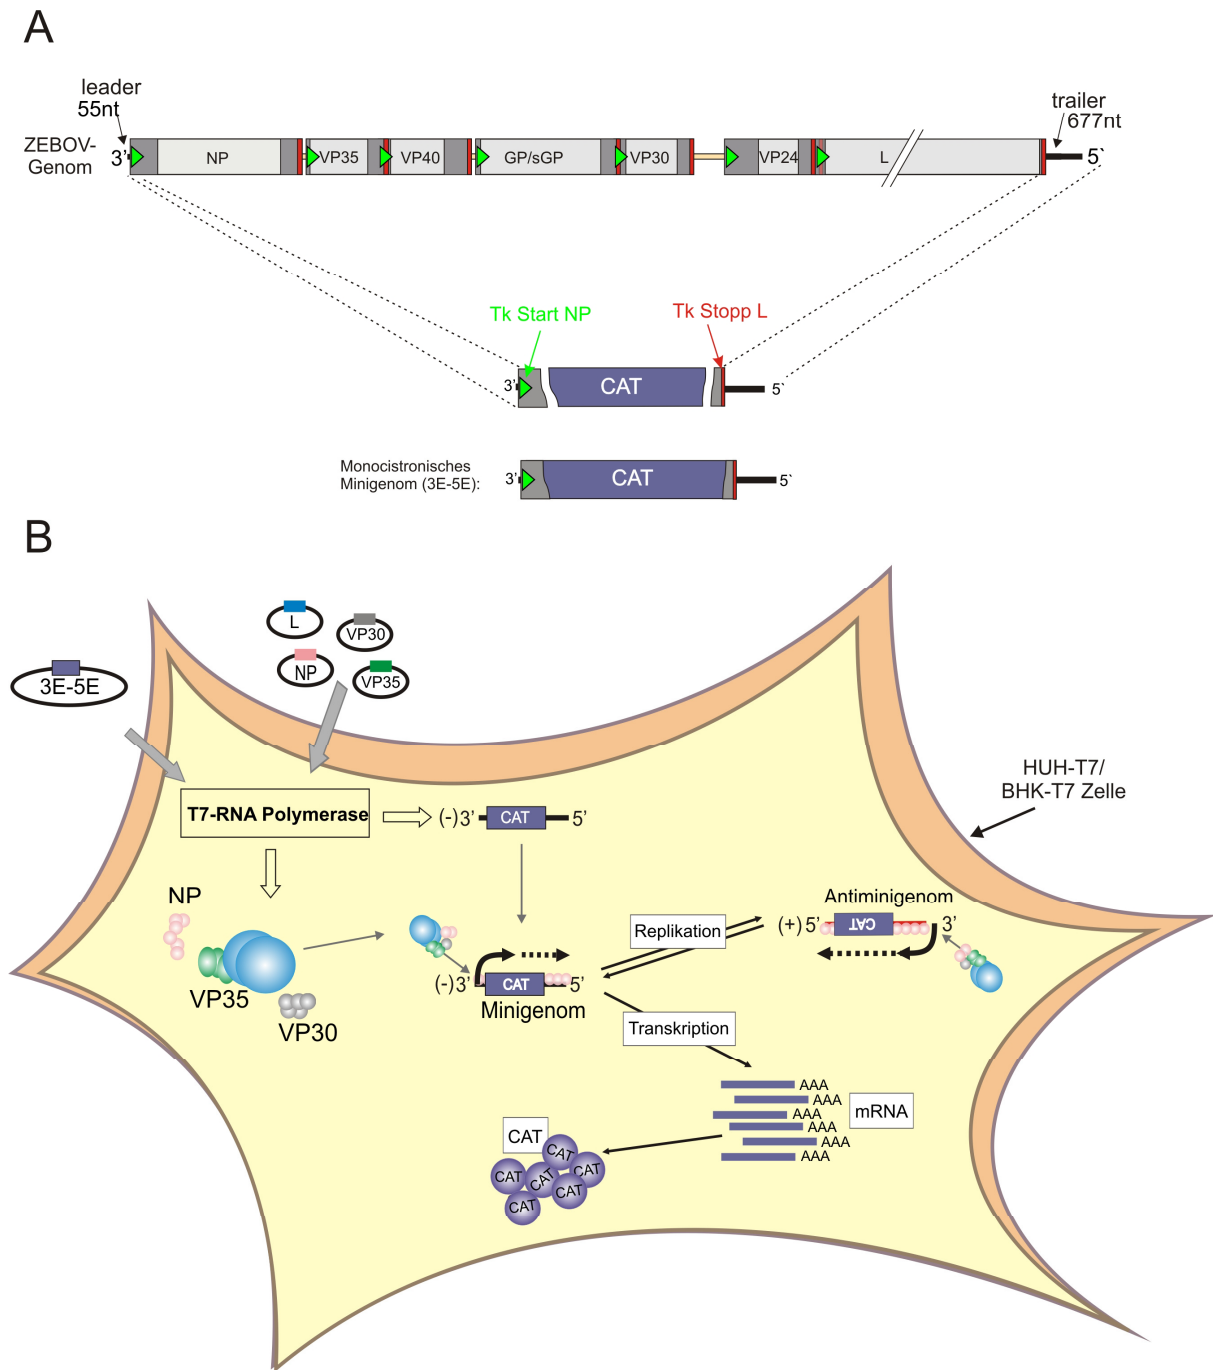 A
leader
55nt
trailer
677nt
ZEBOV-
Genom
3’
NP
VP35
VP40
GP/sGP
VP30
VP24
L
5`
Tk Start NP
Tk Stopp L
3’
CAT
5`
Monocistronisches
Minigenom (3E-5E):
3’
CAT
5`
B
L
VP30
NP
VP35
3E-5E
HUH-T7/
BHK-T7 Zelle
T7-RNA Polymerase
(-)3’
CAT
5’
NP
VP35
VP30
Antiminigenom
(+)5’
CAT
3’
Replikation
(-)3’
CAT
5’
Minigenom
Transkription
AAA
AAA
AAA
AAA
AAA
AAA
mRNA
CAT
CAT
CAT
CAT
CAT
CAT
CAT